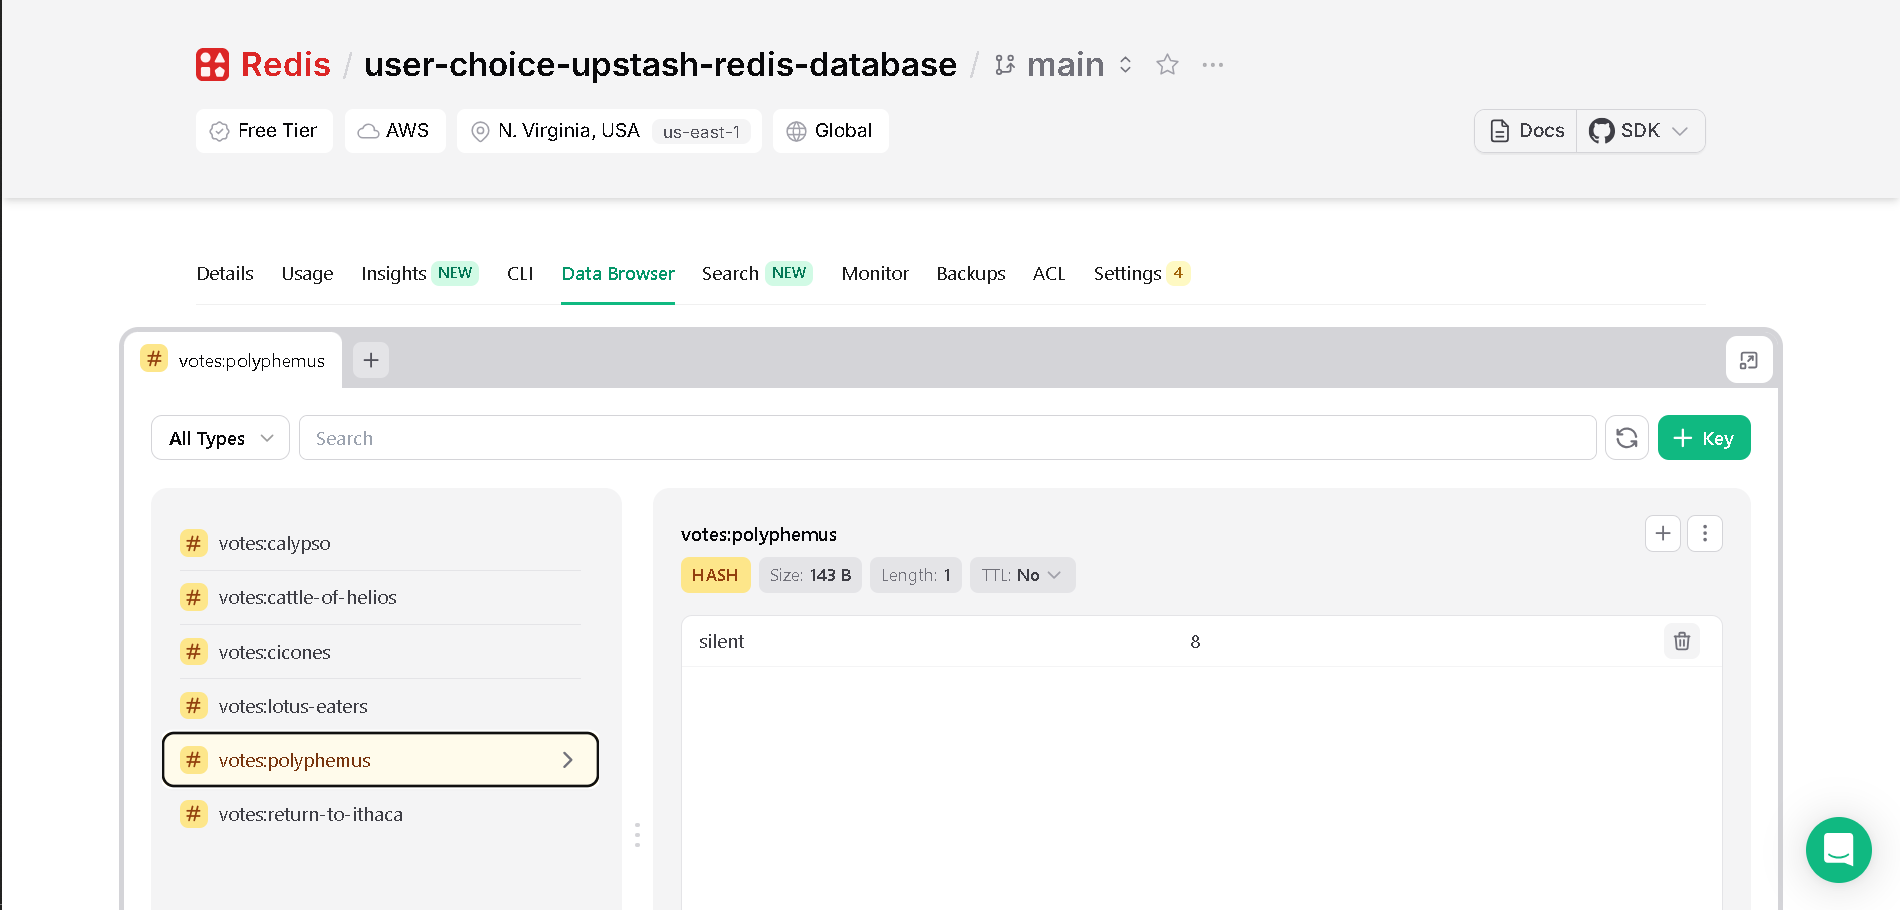 Redis / user-choice-upstash-redis-database / main
Free Tier AWS N. Virginia, USA us-east-1 Global Docs SDK
Details Usage Insights NEW CLI Data Browser Search NEW Monitor Backups ACL Settings 4
# votes:polyphemus +
All Types Search + Key
# votes:calypso
# votes:cattle-of-helios
# votes:cicones
# votes:lotus-eaters
# votes:polyphemus
# votes:return-to-ithaca
votes:polyphemus
HASH Size: 143 B Length: 1 TTL: No
silent 8